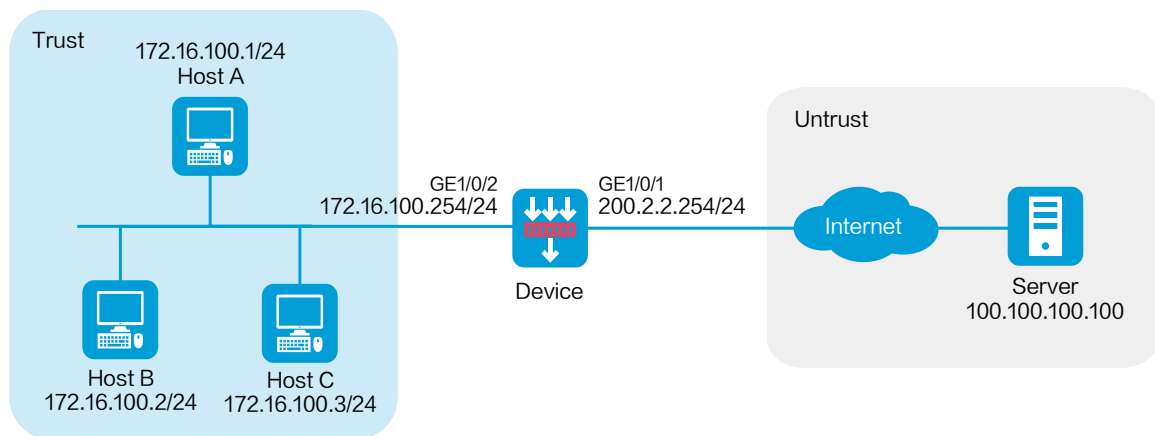 Trust
172.16.100.1/24
Host A
Untrust
GE1/0/2
172.16.100.254/24
GE1/0/1
200.2.2.254/24
Internet
Device
Server
100.100.100.100
Host B
172.16.100.2/24
Host C
172.16.100.3/24